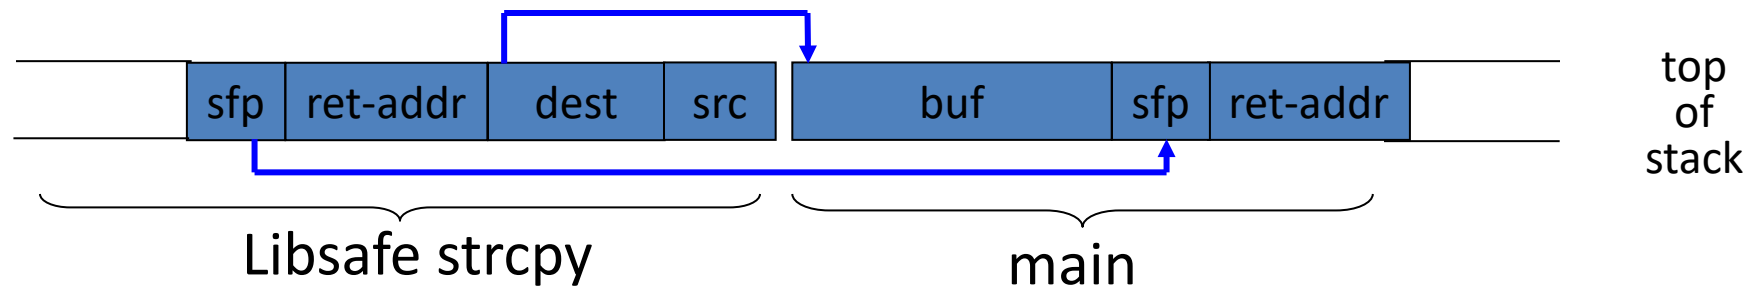 sfp ret-addr dest src buf sfp ret-addr
top
of
stack
Libsafe strcpy
main